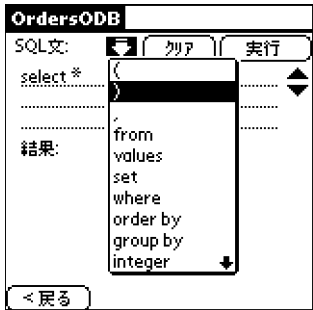 OrdersODB
SQL文: クリア 実行
select *
(
)
,
from
values
set
where
order by
group by
integer
結果:
<戻る